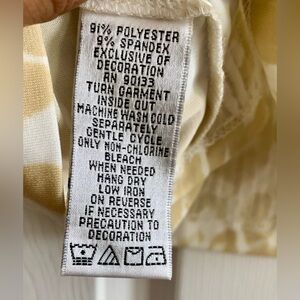 91% POLYESTER
9% SPANDEX
EXCLUSIVE OF
DECORATION
RN 90133
TURN GARMENT
INSIDE OUT
MACHINE WASH COLD
SEPARATELY
GENTLE CYCLE
ONLY NON-CHLORINE
BLEACH
WHEN NEEDED
HANG DRY
LOW IRON
ON REVERSE
IF NECESSARY
PRECAUTION TO
DECORATION